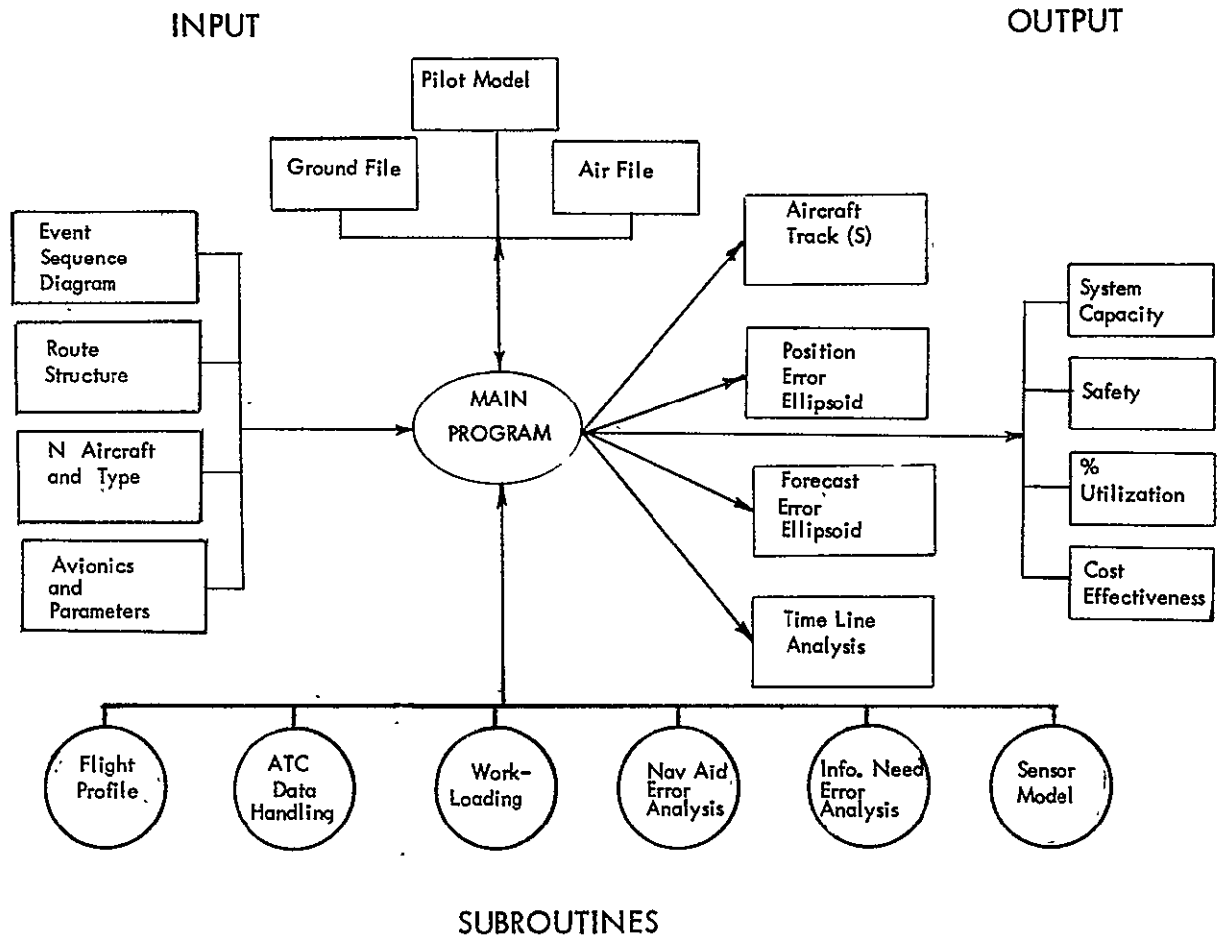 INPUT
OUTPUT
Pilot Model
Ground File
Air File
Event
Sequence
Diagram
Route
Structure
N Aircraft
and Type
Avionics
and
Parameters
MAIN
PROGRAM
Aircraft
Track (S)
Position
Error
Ellipsoid
Forecast
Error
Ellipsoid
Time Line
Analysis
System
Capacity
Safety
%
Utilization
Cost
Effectiveness
Flight
Profile
ATC
Data
Handling
Work-
Loading
Nav Aid
Error
Analysis
Info. Need
Error
Analysis
Sensor
Model
SUBROUTINES